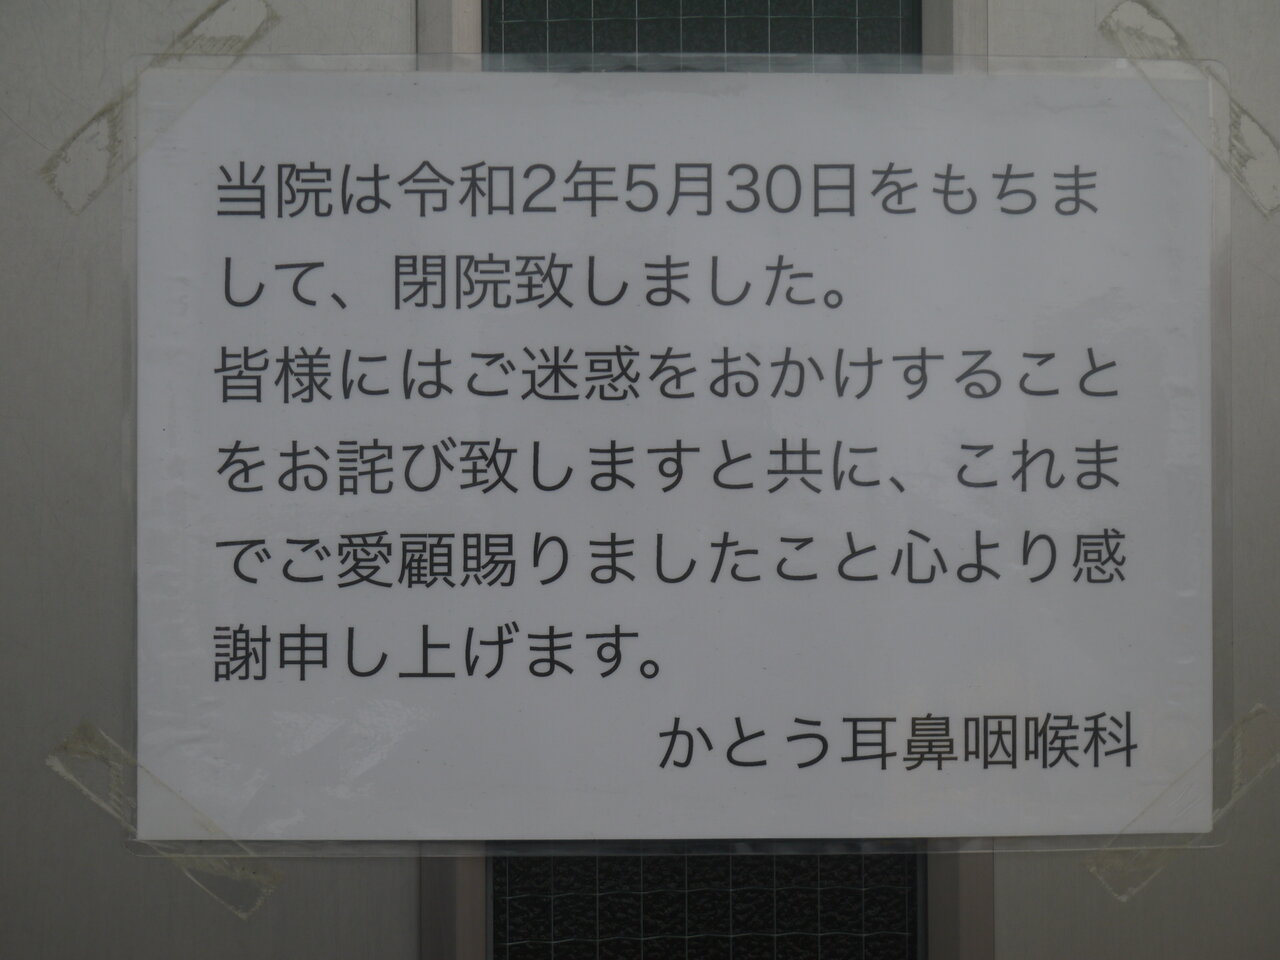 当院は令和2年5月30日をもちま
して、閉院致しました。
皆様にはご迷惑をおかけすること
をお詫び致しますと共に、これま
でご愛顧賜りましたこと心より感
謝申し上げます。
かとう耳鼻咽喉科